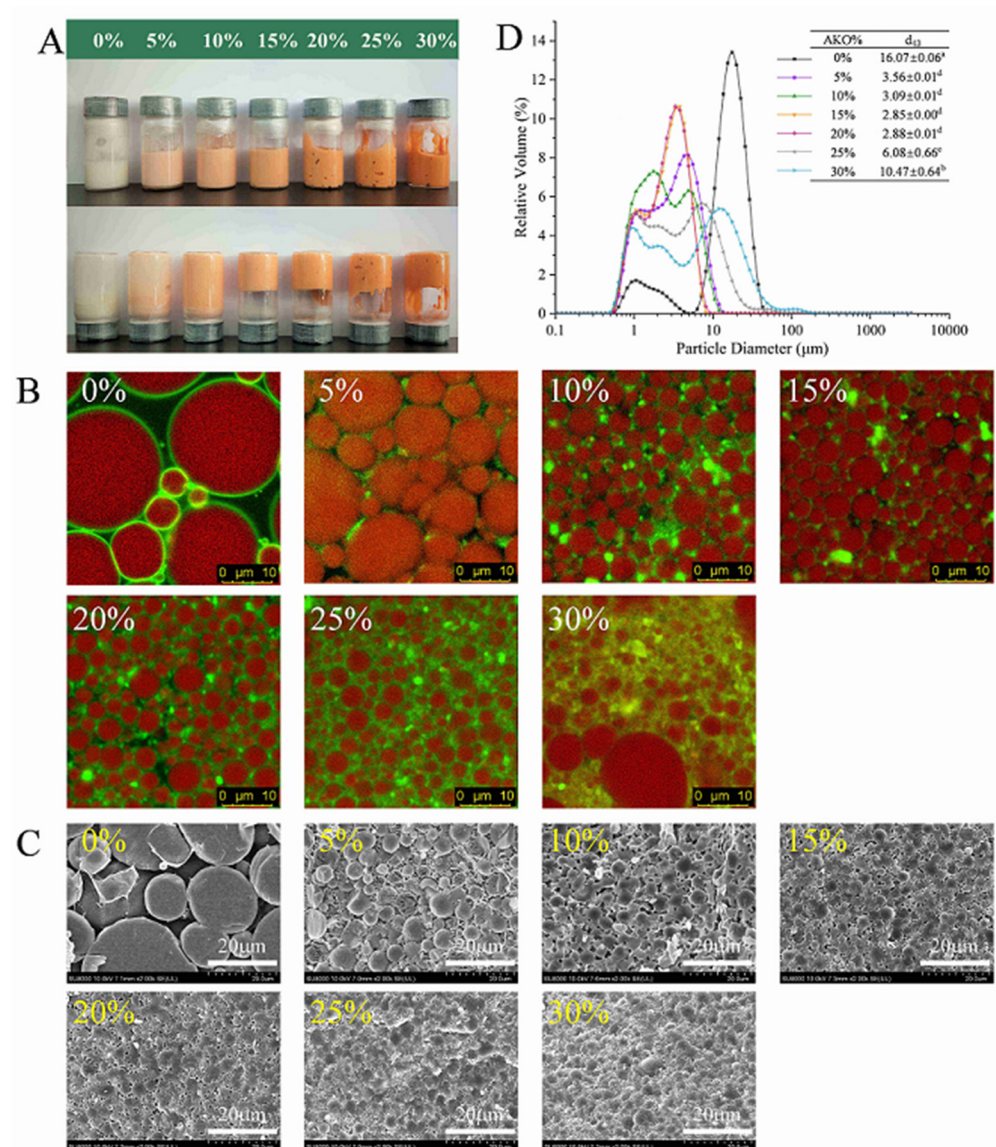 A
0% 5% 10% 15% 20% 25% 30%
D
14
12
10
8
6
4
2
0
Relative Volume (%)
0.1 1 10 100 1000 10000
Particle Diameter (μm)
AKO% d₄₃
0% 16.07±0.06ᵃ
5% 3.56±0.01ᵈ
10% 3.09±0.01ᵈ
15% 2.85±0.00ᵈ
20% 2.88±0.01ᵈ
25% 6.08±0.66ᶜ
30% 10.47±0.64ᵇ
B
0% 5% 10% 15%
0 μm 10 0 μm 10 0 μm 10 0 μm 10
20% 25% 30%
0 μm 10 0 μm 10 0 μm 10
C
0% 5% 10% 15%
20μm 20μm 20μm 20μm
20% 25% 30%
20μm 20μm 20μm